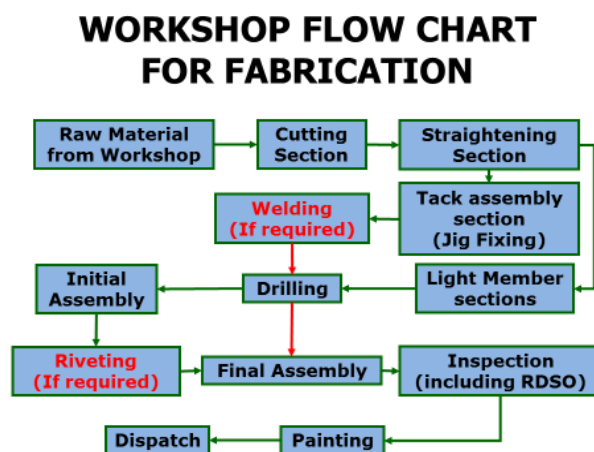 WORKSHOP FLOW CHART
FOR FABRICATION
Raw Material
from Workshop
Cutting
Section
Straightening
Section
Welding
(If required)
Tack assembly
section
(Jig Fixing)
Initial
Assembly
Drilling
Light Member
sections
Riveting
(If required)
Final Assembly
Inspection
(including RDSO)
Dispatch
Painting